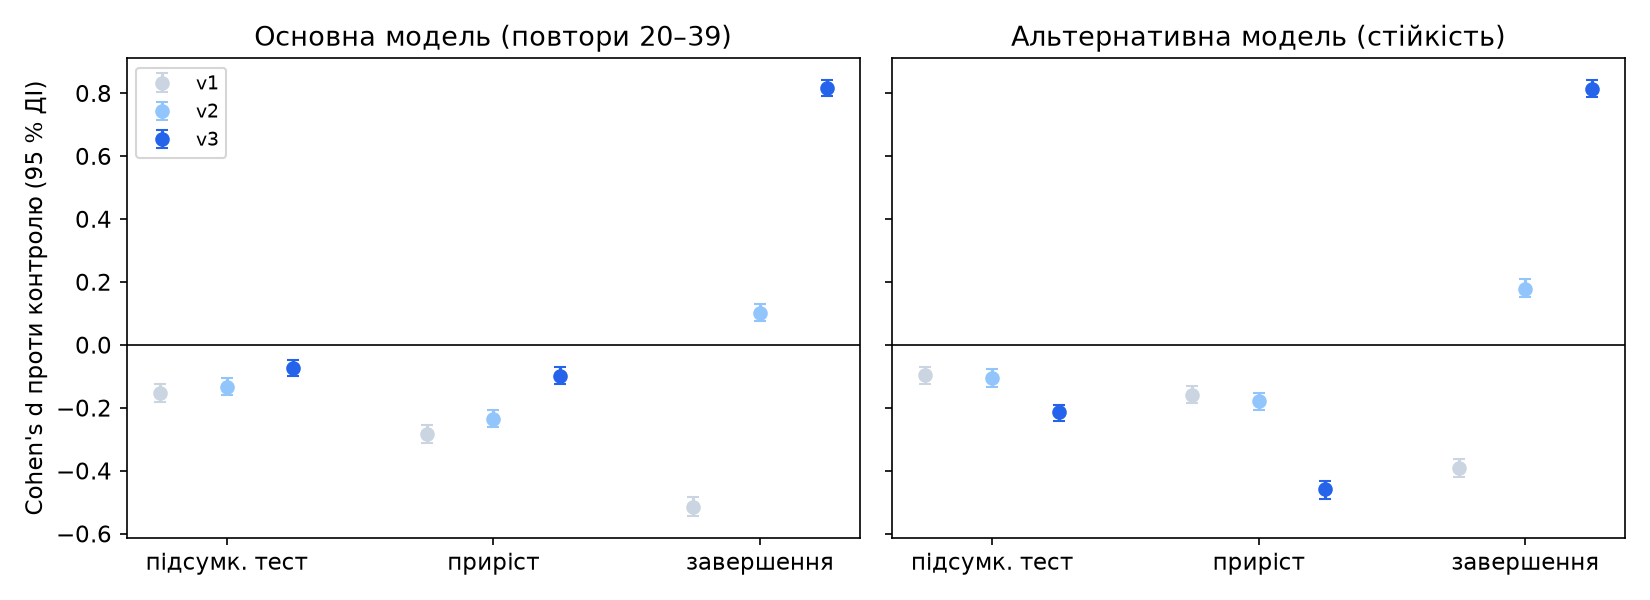 Основна модель (повтори 20–39)
Альтернативна модель (стійкість)
Cohen's d проти контролю (95 % ДІ)
0.8
0.6
0.4
0.2
0.0
−0.2
−0.4
−0.6
v1
v2
v3
підсумк. тест
приріст
завершення
підсумк. тест
приріст
завершення